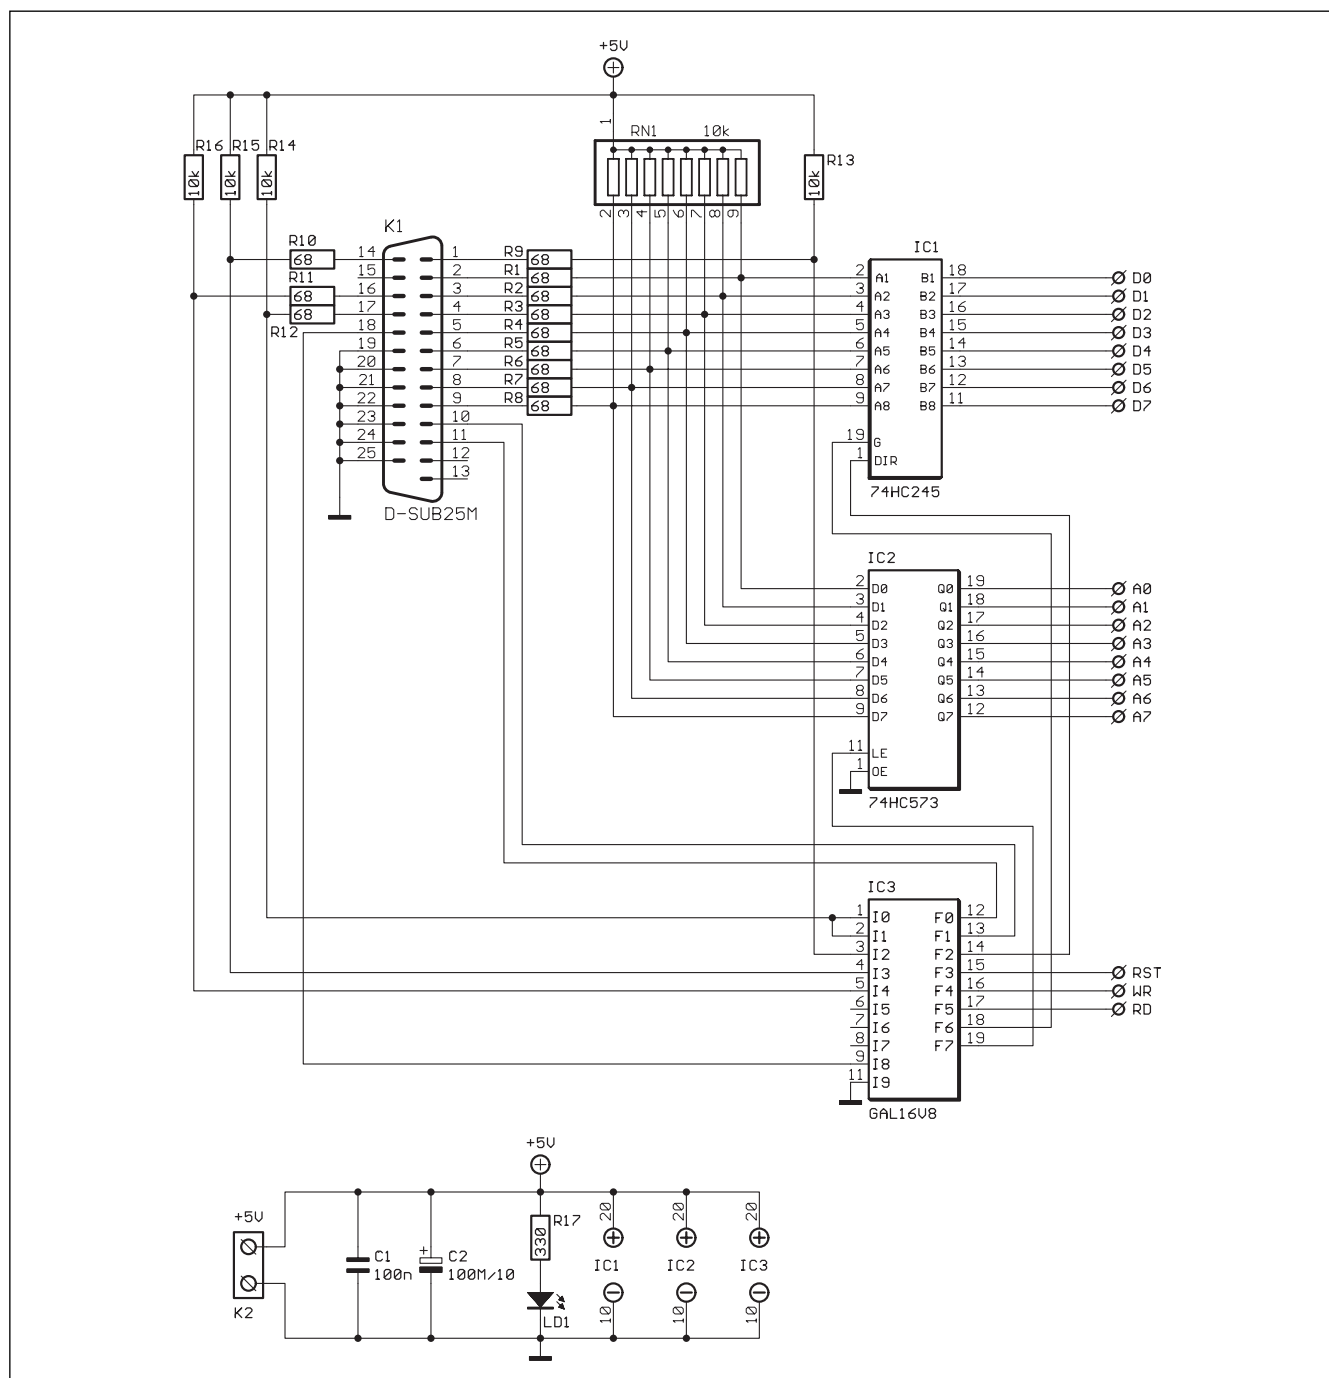 +5V
1
RN1 10k
R16 R15 R14
10k 10k 10k
R13
10k
2 3 4 5 6 7 8 9
K1
R10
68
R11
68
68
R12
14
15
16
17
18
19
20
21
22
23
24
25
1
2
3
4
5
6
7
8
9
10
11
12
13
D-SUB25M
R9 68
R1 68
R2 68
R3 68
R4 68
R5 68
R6 68
R7 68
R8 68
IC1
2 A1 B1 18 D0
3 A2 B2 17 D1
4 A3 B3 16 D2
5 A4 B4 15 D3
6 A5 B5 14 D4
7 A6 B6 13 D5
8 A7 B7 12 D6
9 A8 B8 11 D7
19 G
1 DIR
74HC245
IC2
2 D0 Q0 19 A0
3 D1 Q1 18 A1
4 D2 Q2 17 A2
5 D3 Q3 16 A3
6 D4 Q4 15 A4
7 D5 Q5 14 A5
8 D6 Q6 13 A6
9 D7 Q7 12 A7
11 LE
1 OE
74HC573
IC3
1 I0 F0 12
2 I1 F1 13
3 I2 F2 14
4 I3 F3 15 RST
5 I4 F4 16 WR
6 I5 F5 17 RD
7 I6 F6 18
8 I7 F7 19
9 I8
11 I9
GAL16V8
+5V
+5V
K2
C1
100n
+
C2
100M/10
R17
330
LD1
20 20 20
IC1 IC2 IC3
10 10 10